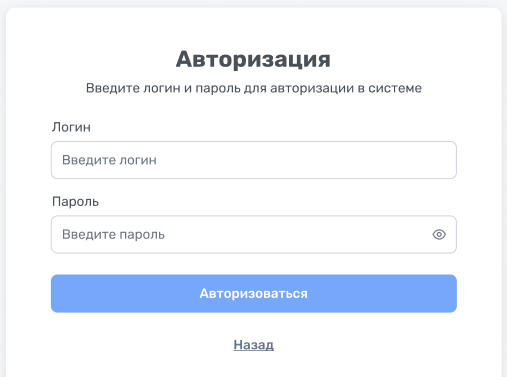 Авторизация
Введите логин и пароль для авторизации в системе
Логин
Введите логин
Пароль
Введите пароль
Авторизоваться
Назад